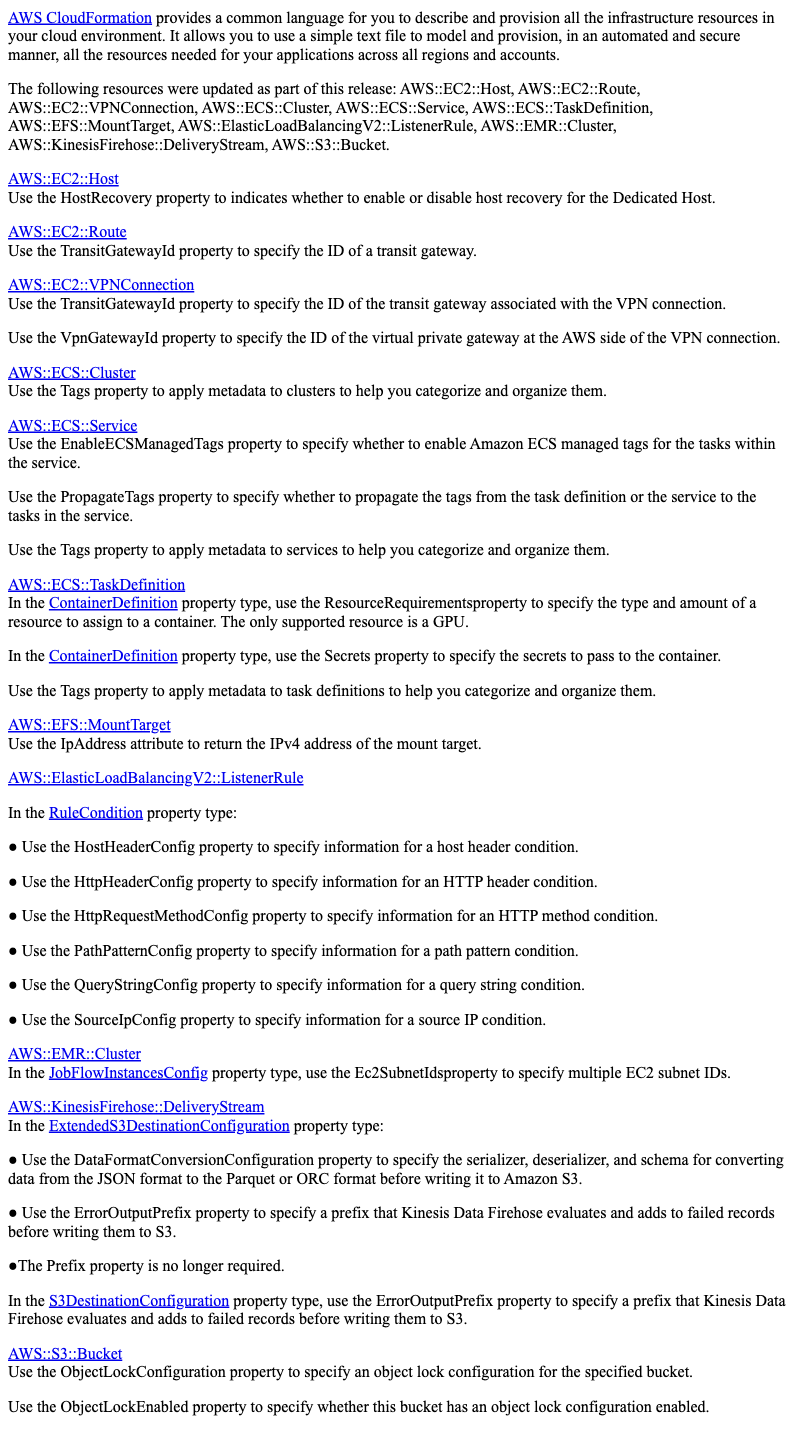 AWS CloudFormation provides a common language for you to describe and provision all the infrastructure resources in
your cloud environment. It allows you to use a simple text file to model and provision, in an automated and secure
manner, all the resources needed for your applications across all regions and accounts.
The following resources were updated as part of this release: AWS::EC2::Host, AWS::EC2::Route,
AWS::EC2::VPNConnection, AWS::ECS::Cluster, AWS::ECS::Service, AWS::ECS::TaskDefinition,
AWS::EFS::MountTarget, AWS::ElasticLoadBalancingV2::ListenerRule, AWS::EMR::Cluster,
AWS::KinesisFirehose::DeliveryStream, AWS::S3::Bucket.
AWS::EC2::Host
Use the HostRecovery property to indicates whether to enable or disable host recovery for the Dedicated Host.
AWS::EC2::Route
Use the TransitGatewayId property to specify the ID of a transit gateway.
AWS::EC2::VPNConnection
Use the TransitGatewayId property to specify the ID of the transit gateway associated with the VPN connection.
Use the VpnGatewayId property to specify the ID of the virtual private gateway at the AWS side of the VPN connection.
AWS::ECS::Cluster
Use the Tags property to apply metadata to clusters to help you categorize and organize them.
AWS::ECS::Service
Use the EnableECSManagedTags property to specify whether to enable Amazon ECS managed tags for the tasks within
the service.
Use the PropagateTags property to specify whether to propagate the tags from the task definition or the service to the
tasks in the service.
Use the Tags property to apply metadata to services to help you categorize and organize them.
AWS::ECS::TaskDefinition
In the ContainerDefinition property type, use the ResourceRequirementsproperty to specify the type and amount of a
resource to assign to a container. The only supported resource is a GPU.
In the ContainerDefinition property type, use the Secrets property to specify the secrets to pass to the container.
Use the Tags property to apply metadata to task definitions to help you categorize and organize them.
AWS::EFS::MountTarget
Use the IpAddress attribute to return the IPv4 address of the mount target.
AWS::ElasticLoadBalancingV2::ListenerRule
In the RuleCondition property type:
● Use the HostHeaderConfig property to specify information for a host header condition.
● Use the HttpHeaderConfig property to specify information for an HTTP header condition.
● Use the HttpRequestMethodConfig property to specify information for an HTTP method condition.
● Use the PathPatternConfig property to specify information for a path pattern condition.
● Use the QueryStringConfig property to specify information for a query string condition.
● Use the SourceIpConfig property to specify information for a source IP condition.
AWS::EMR::Cluster
In the JobFlowInstancesConfig property type, use the Ec2SubnetIdsproperty to specify multiple EC2 subnet IDs.
AWS::KinesisFirehose::DeliveryStream
In the ExtendedS3DestinationConfiguration property type:
● Use the DataFormatConversionConfiguration property to specify the serializer, deserializer, and schema for converting
data from the JSON format to the Parquet or ORC format before writing it to Amazon S3.
● Use the ErrorOutputPrefix property to specify a prefix that Kinesis Data Firehose evaluates and adds to failed records
before writing them to S3.
●The Prefix property is no longer required.
In the S3DestinationConfiguration property type, use the ErrorOutputPrefix property to specify a prefix that Kinesis Data
Firehose evaluates and adds to failed records before writing them to S3.
AWS::S3::Bucket
Use the ObjectLockConfiguration property to specify an object lock configuration for the specified bucket.
Use the ObjectLockEnabled property to specify whether this bucket has an object lock configuration enabled.